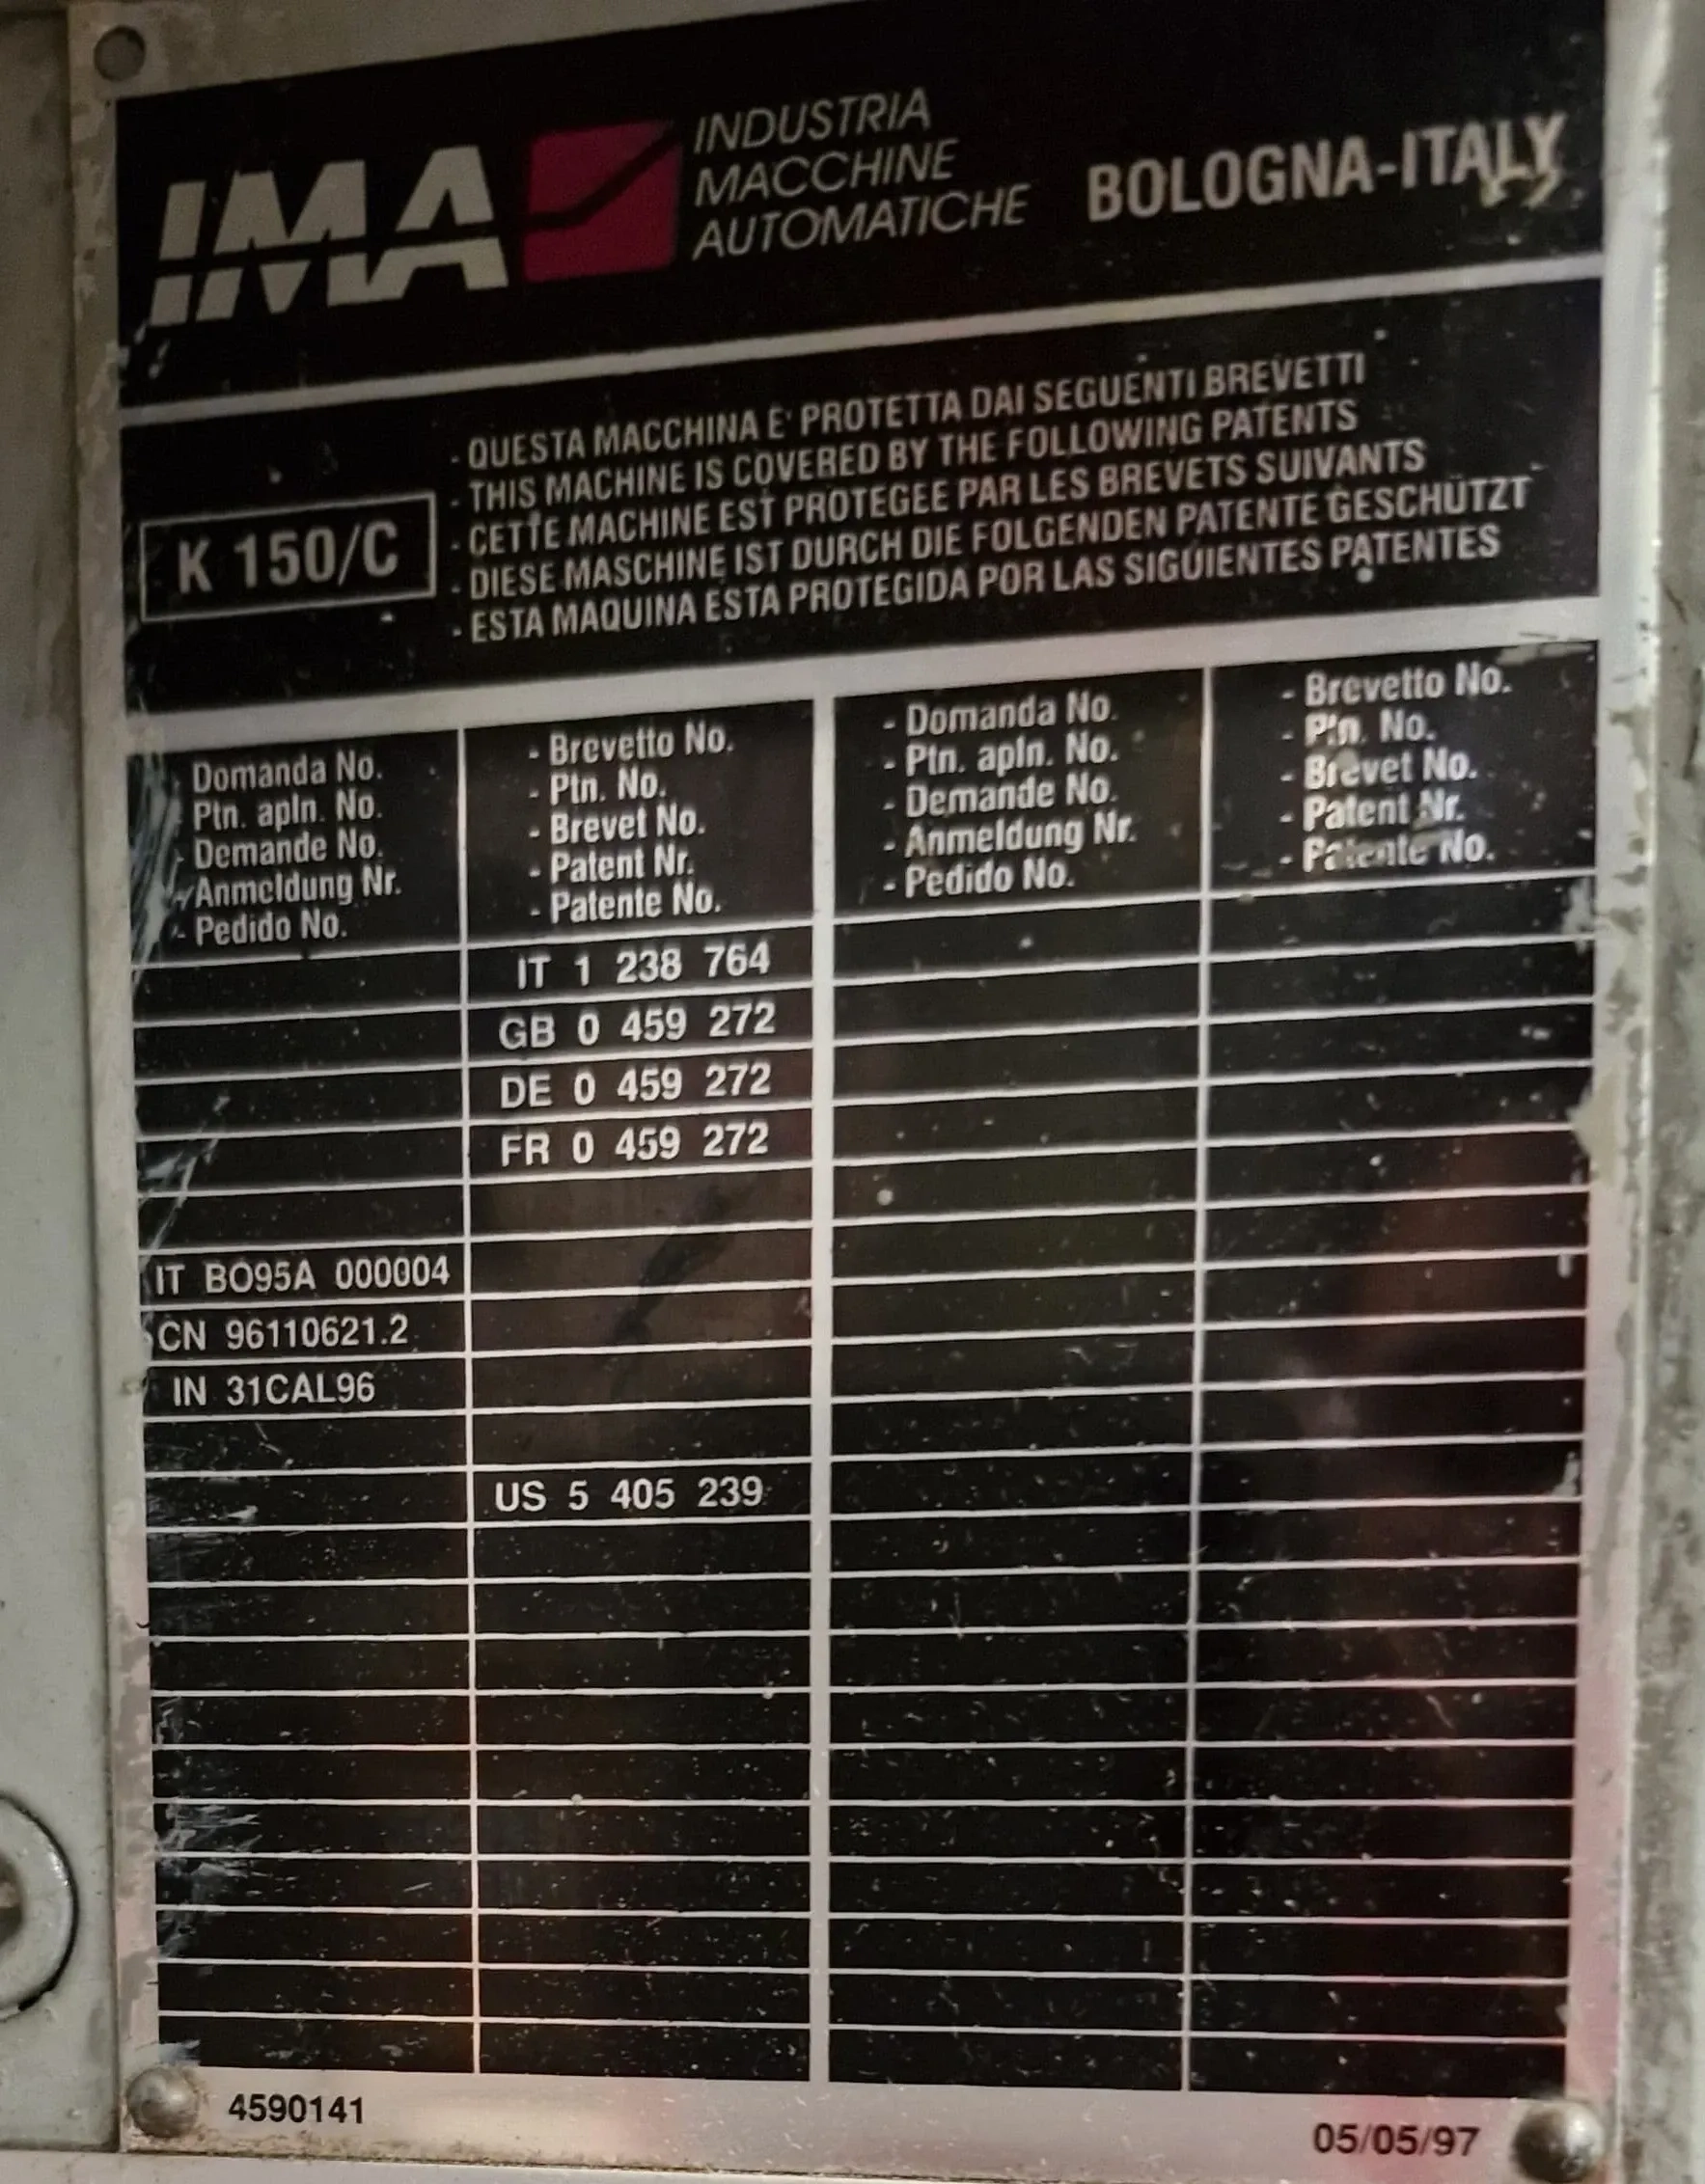 IMA
INDUSTRIA
MACCHINE
AUTOMATICHE
BOLOGNA-ITALY
K 150/C
- QUESTA MACCHINA E' PROTETTA DAI SEGUENTI BREVETTI
- THIS MACHINE IS COVERED BY THE FOLLOWING PATENTS
- CETTE MACHINE EST PROTEGEE PAR LES BREVETS SUIVANTS
- DIESE MASCHINE IST DURCH DIE FOLGENDEN PATENTE GESCHÜTZT
- ESTA MAQUINA ESTA PROTEGIDA POR LAS SIGUIENTES PATENTES
- Domanda No.
- Ptn. apln. No.
- Demande No.
- Anmeldung Nr.
- Pedido No.
- Brevetto No.
- Ptn. No.
- Brevet No.
- Patent Nr.
- Patente No.
- Domanda No.
- Ptn. apln. No.
- Demande No.
- Anmeldung Nr.
- Pedido No.
- Brevetto No.
- Ptn. No.
- Brevet No.
- Patent Nr.
- Patente No.
IT 1 238 764
GB 0 459 272
DE 0 459 272
FR 0 459 272
IT BO95A 000004
CN 96110621.2
IN 31CAL96
US 5 405 239
4590141
05/05/97